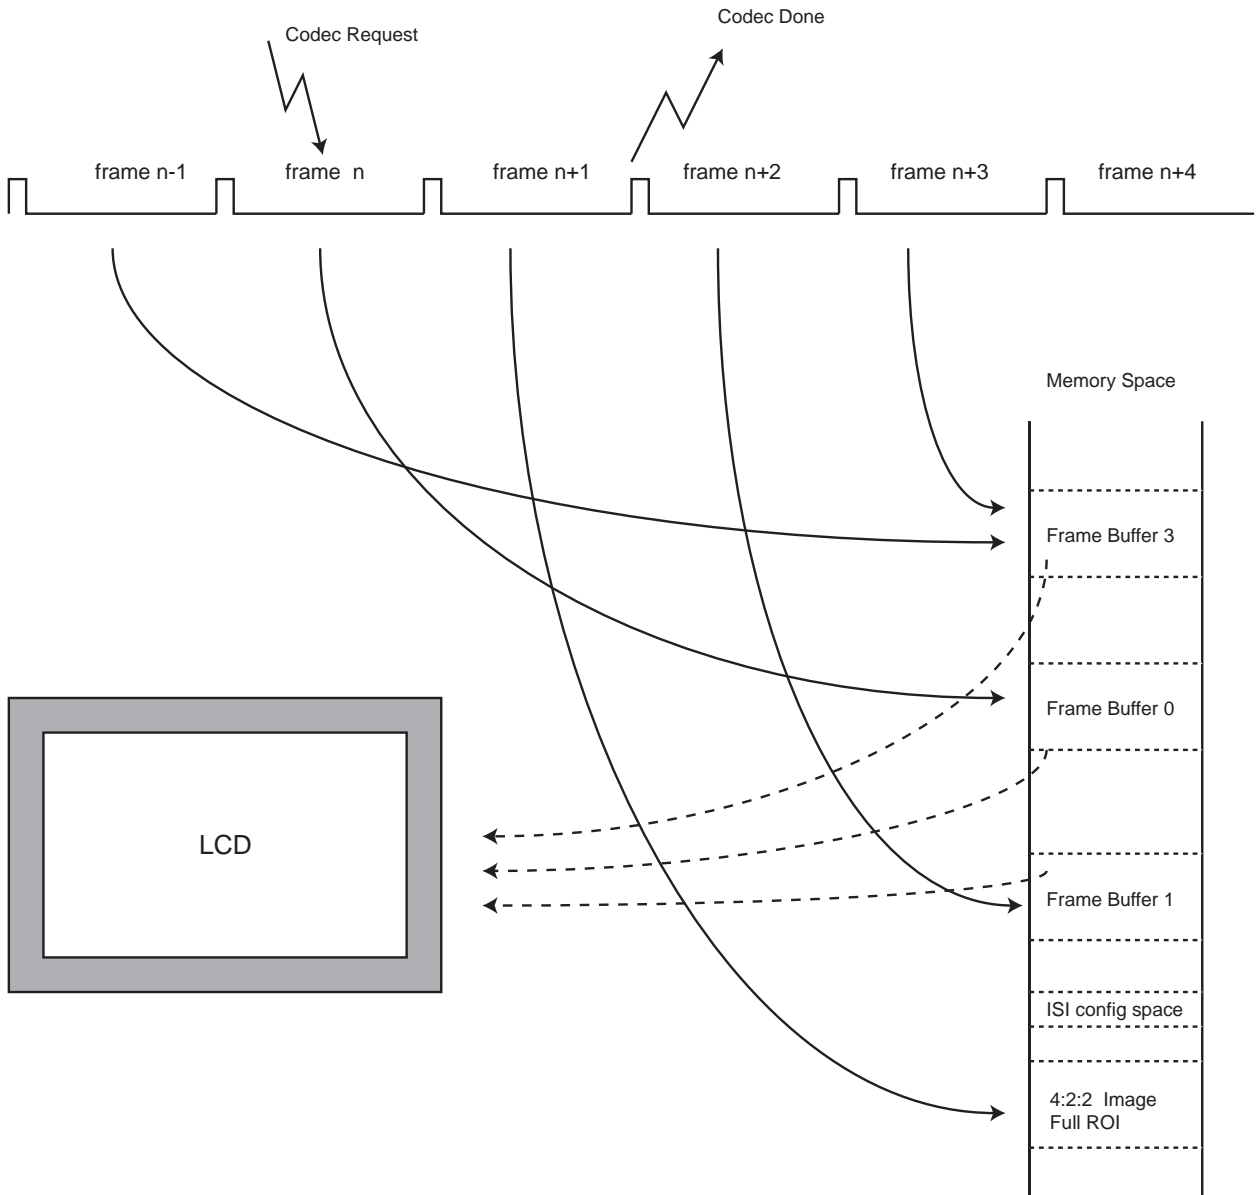 Codec Done
Codec Request
frame n-1
frame n
frame n+1
frame n+2
frame n+3
frame n+4
Memory Space
Frame Buffer 3
Frame Buffer 0
LCD
Frame Buffer 1
ISI config space
4:2:2 Image
Full ROI